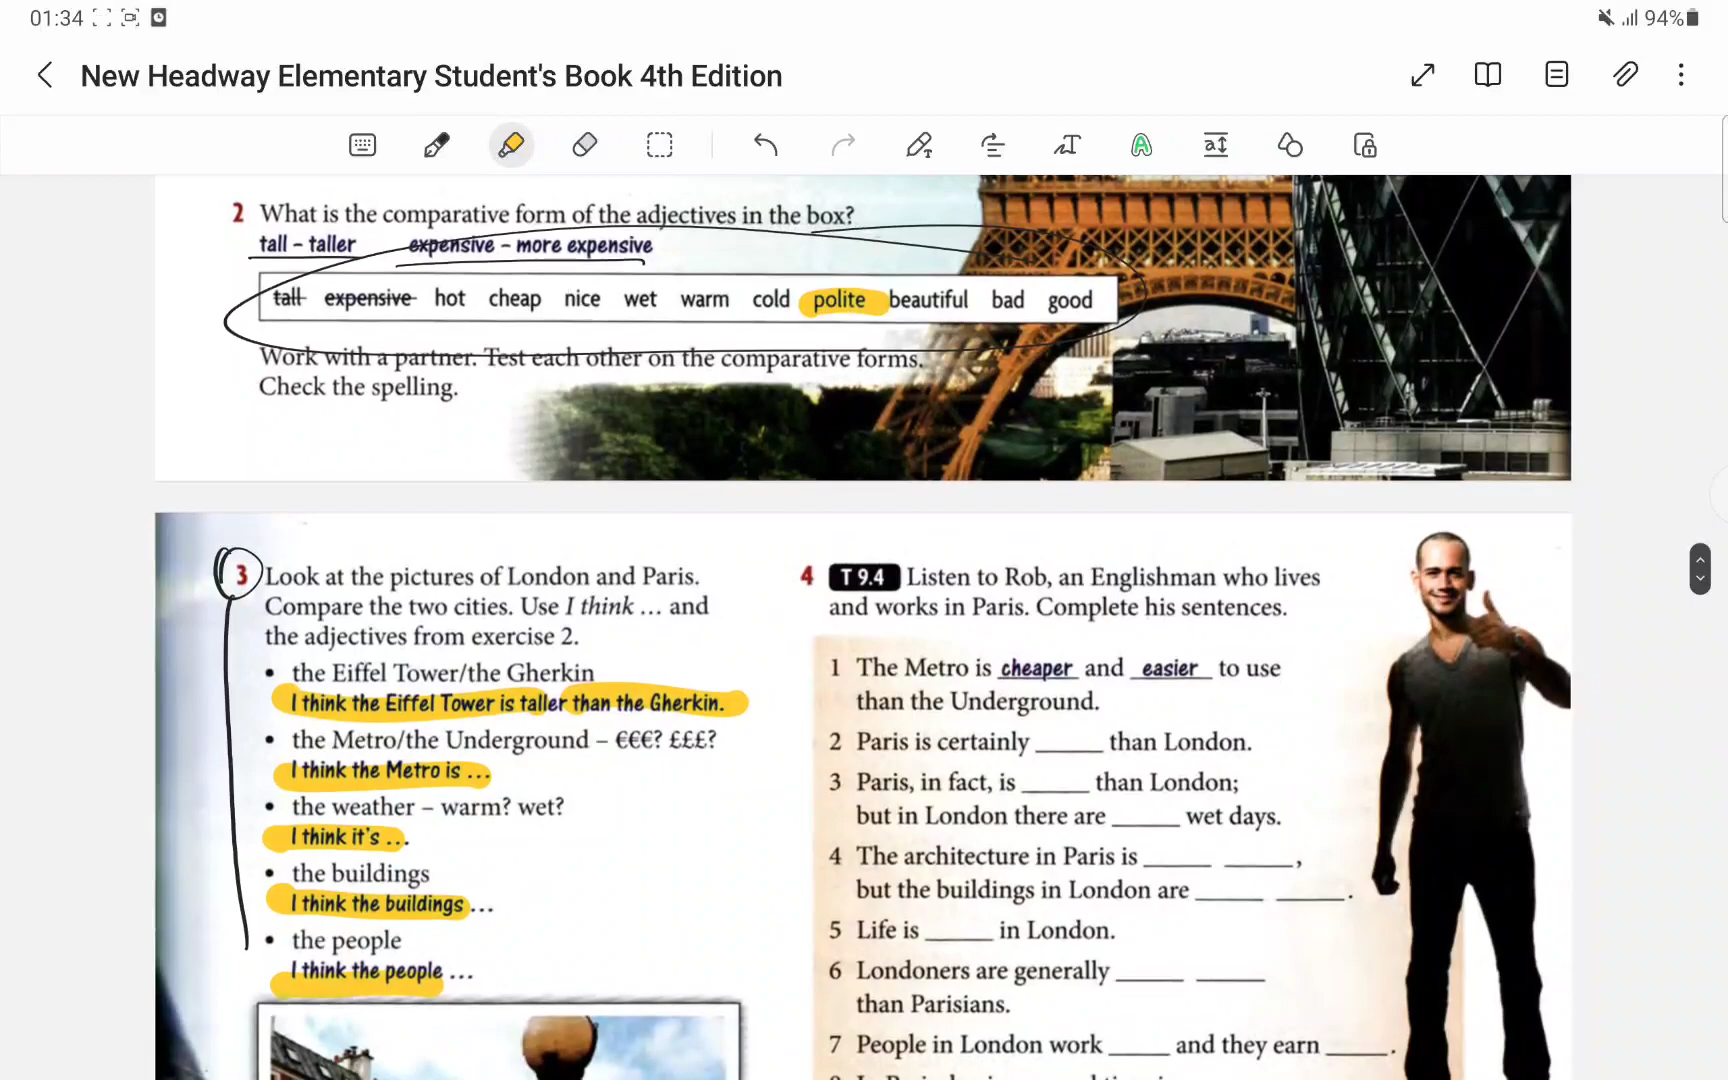 01:34
94%
New Headway Elementary Student's Book 4th Edition
2 What is the comparative form of the adjectives in the box?
tall – taller expensive – more expensive
tall expensive hot cheap nice wet warm cold polite beautiful bad good
Work with a partner. Test each other on the comparative forms.
Check the spelling.
3 Look at the pictures of London and Paris.
Compare the two cities. Use I think … and
the adjectives from exercise 2.
• the Eiffel Tower/the Gherkin
I think the Eiffel Tower is taller than the Gherkin.
• the Metro/the Underground – €€€? £££?
I think the Metro is …
• the weather – warm? wet?
I think it's …
• the buildings
I think the buildings …
• the people
I think the people …
4 T 9.4 Listen to Rob, an Englishman who lives
and works in Paris. Complete his sentences.
1 The Metro is cheaper and easier to use
than the Underground.
2 Paris is certainly ______ than London.
3 Paris, in fact, is ______ than London;
but in London there are ______ wet days.
4 The architecture in Paris is ______ ______,
but the buildings in London are ______ ______.
5 Life is ______ in London.
6 Londoners are generally ______ ______
than Parisians.
7 People in London work ______ and they earn ______.